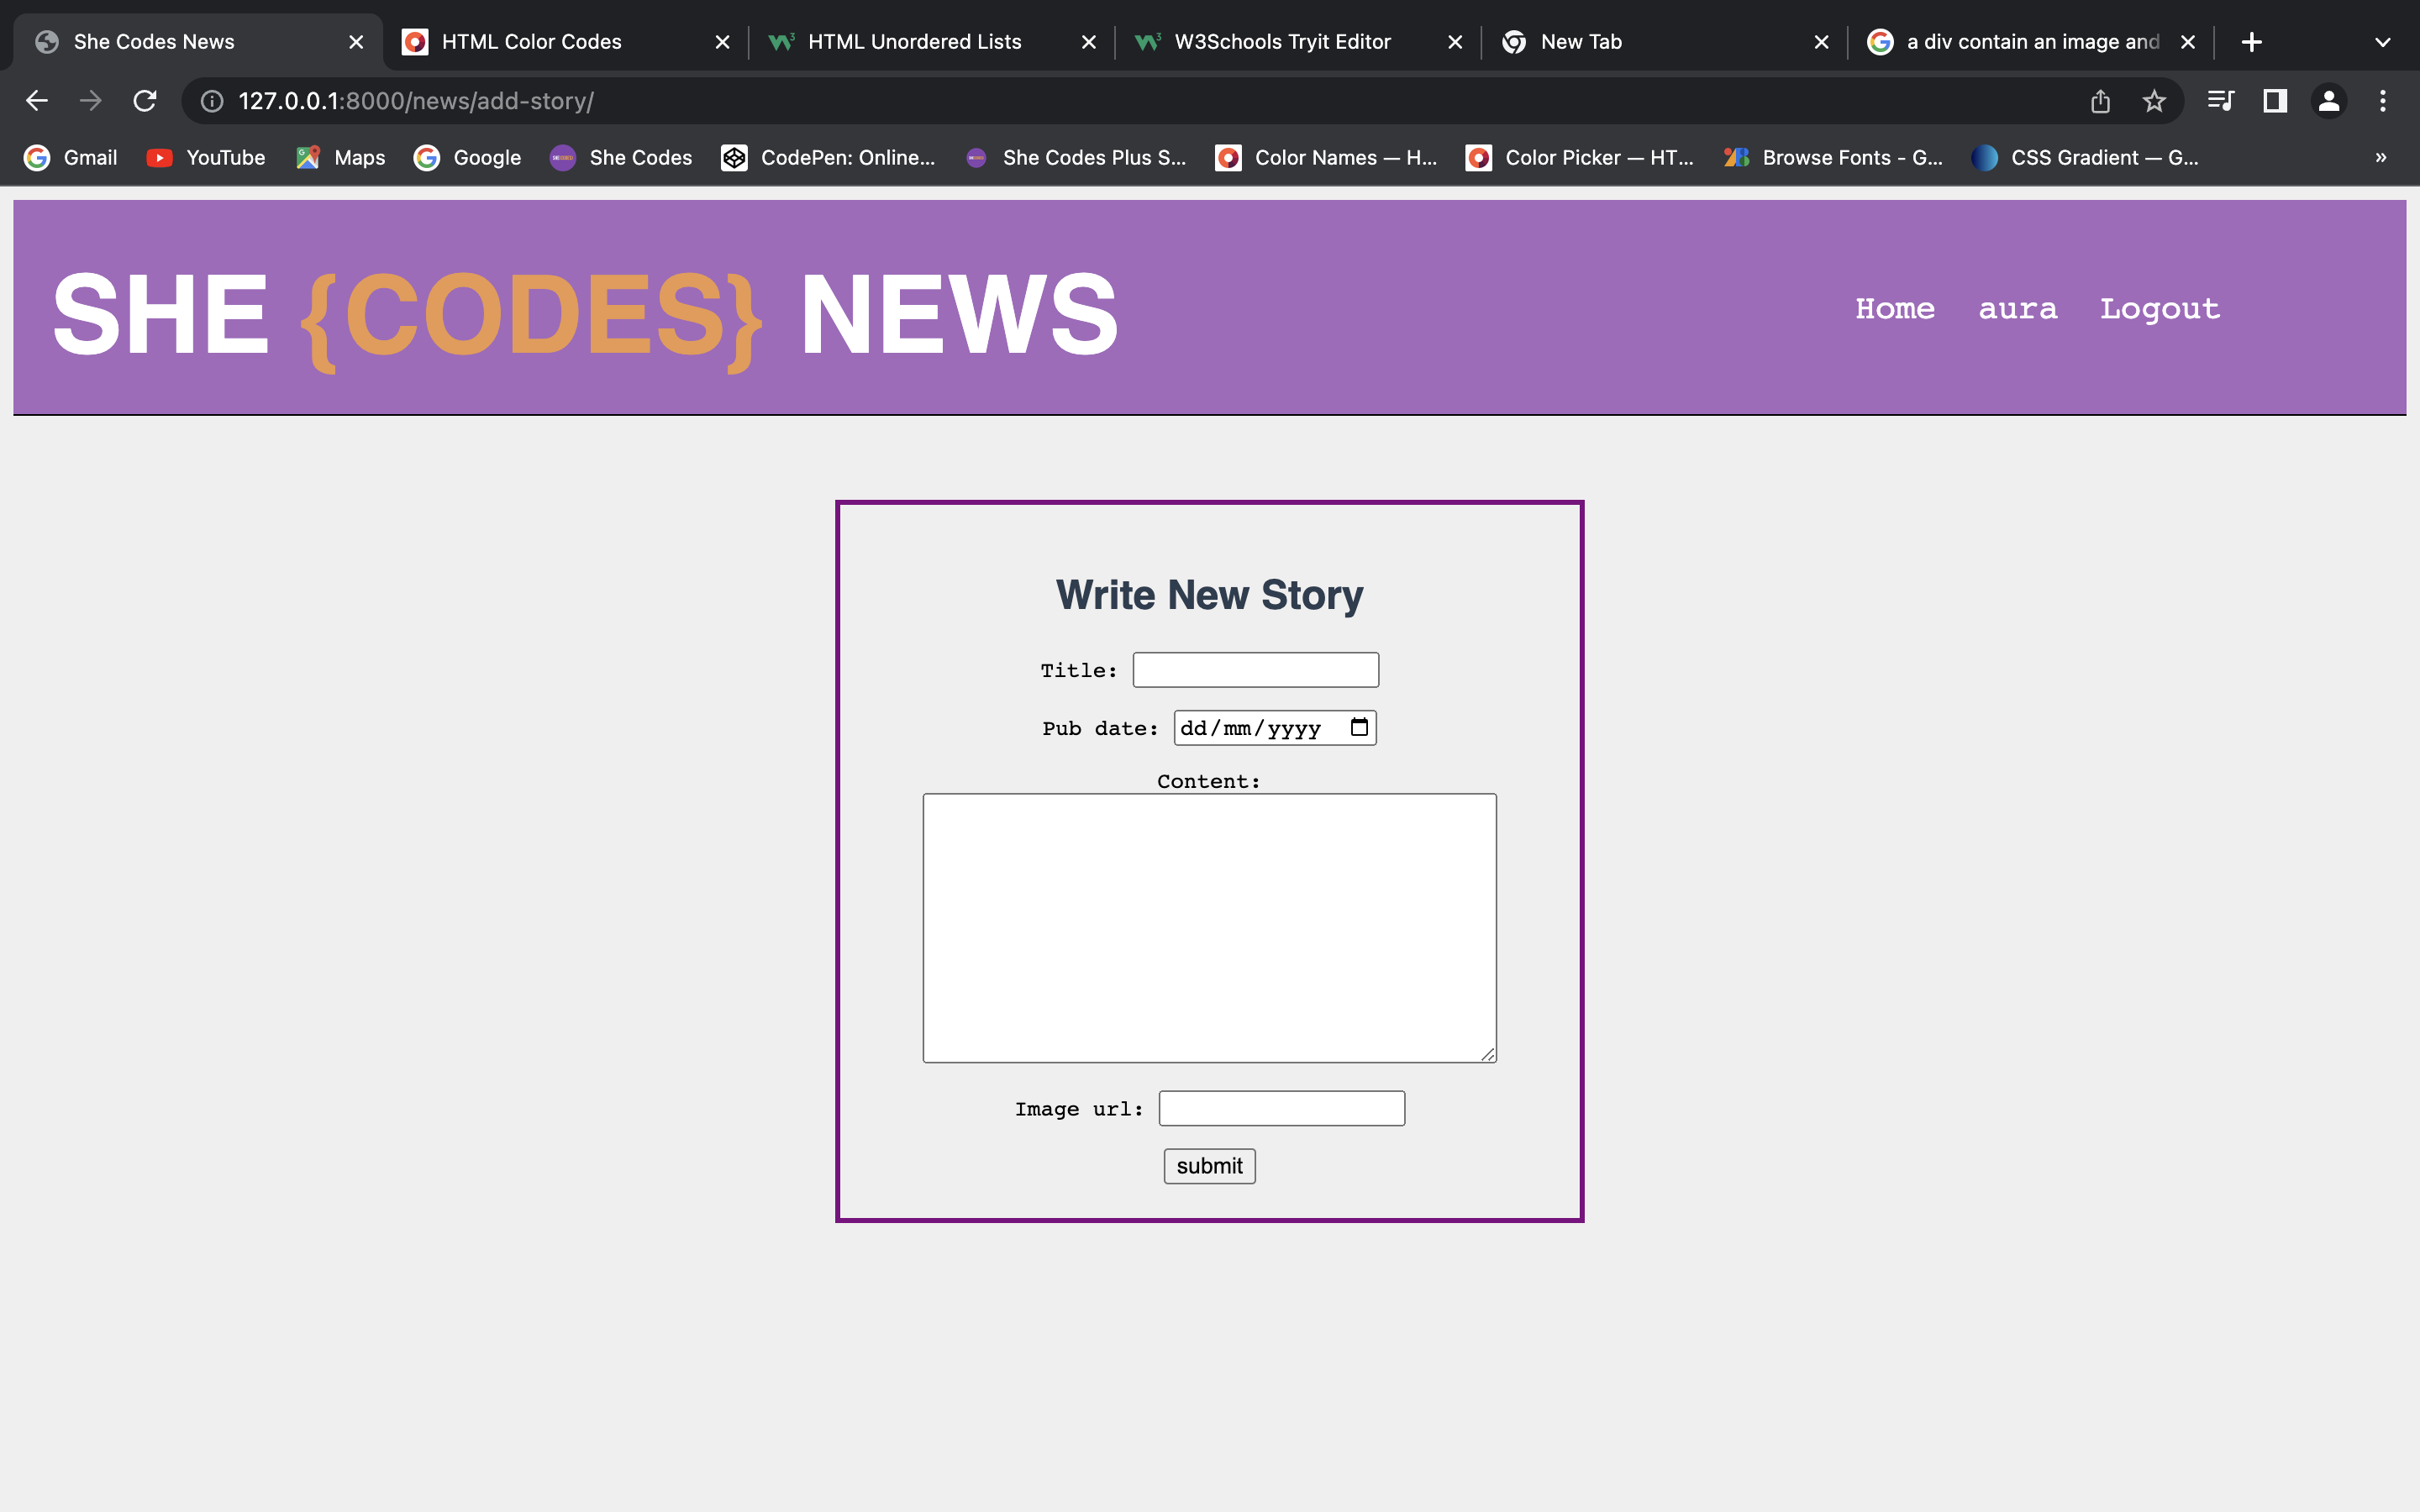 She Codes News
HTML Color Codes
HTML Unordered Lists
W3Schools Tryit Editor
New Tab
a div contain an image and
127.0.0.1:8000/news/add-story/
Gmail
YouTube
Maps
Google
She Codes
CodePen: Online...
She Codes Plus S...
Color Names — H...
Color Picker — HT...
Browse Fonts - G...
CSS Gradient — G...
»
SHE {CODES} NEWS
Home aura Logout
Write New Story
Title:
Pub date: dd/mm/yyyy
Content:
Image url:
submit